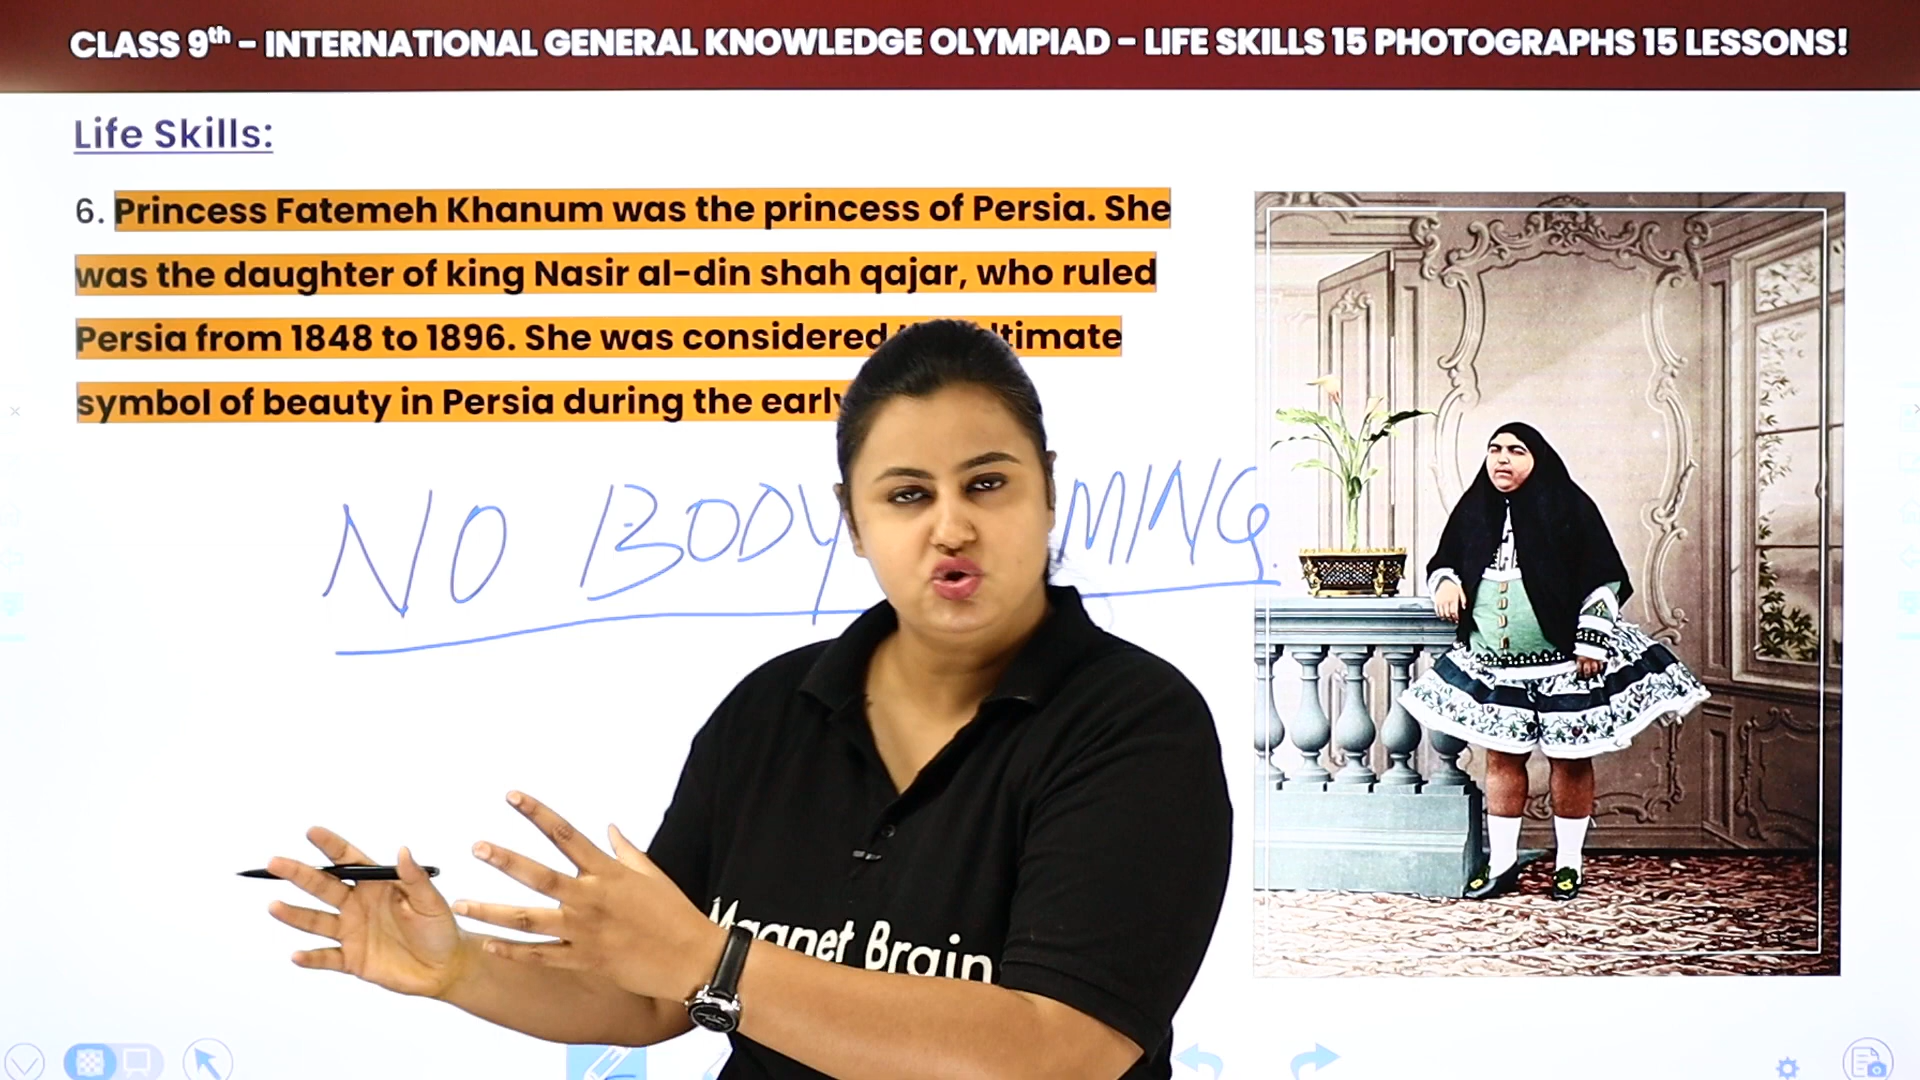 CLASS 9th - INTERNATIONAL GENERAL KNOWLEDGE OLYMPIAD - LIFE SKILLS 15 PHOTOGRAPHS 15 LESSONS!
Life Skills:
6. Princess Fatemeh Khanum was the princess of Persia. She
was the daughter of king Nasir al-din shah qajar, who ruled
Persia from 1848 to 1896. She was considered
symbol of beauty in Persia during the early
NO BODY MING
Magnet Brain